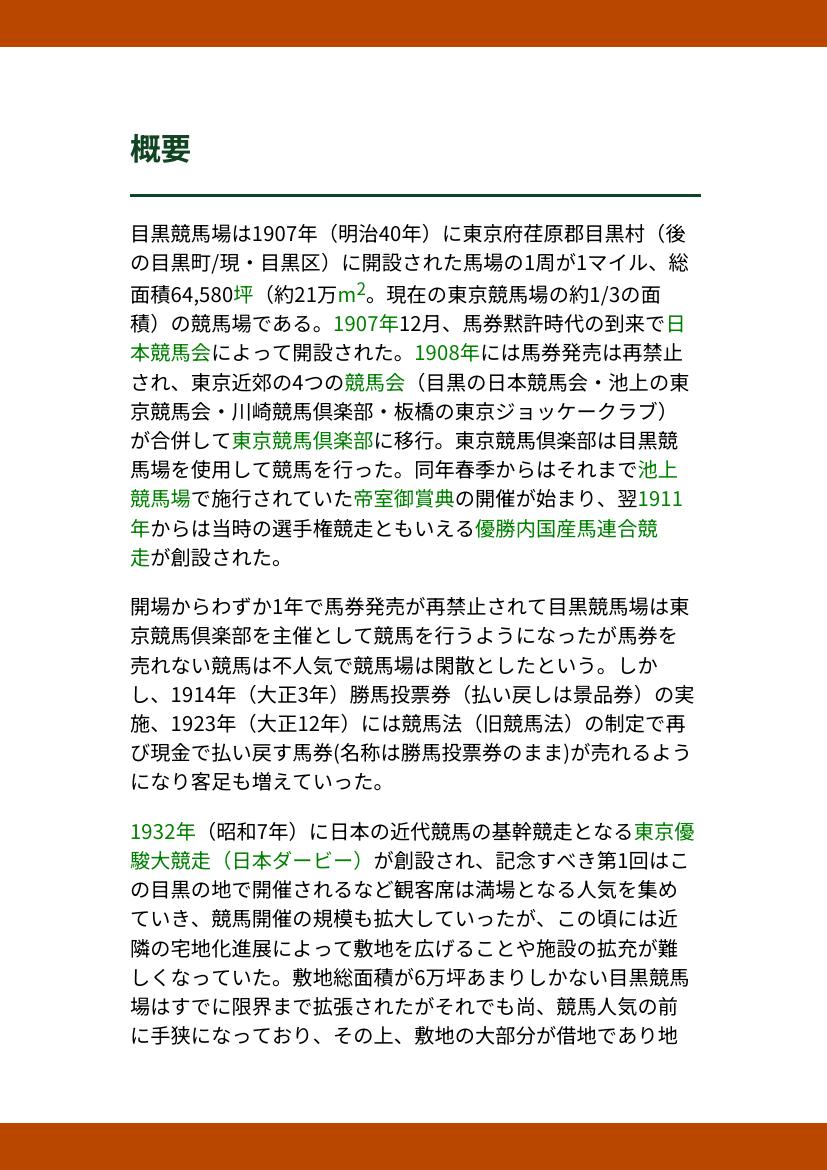 概要
目黒競馬場は1907年（明治40年）に東京府荏原郡目黒村（後
の目黒町/現・目黒区）に開設された馬場の1周が1マイル、総
面積64,580坪（約21万m²。現在の東京競馬場の約1/3の面
積）の競馬場である。1907年12月、馬券黙許時代の到来で日
本競馬会によって開設された。1908年には馬券発売は再禁止
され、東京近郊の4つの競馬会（目黒の日本競馬会・池上の東
京競馬会・川崎競馬倶楽部・板橋の東京ジョッケークラブ）
が合併して東京競馬倶楽部に移行。東京競馬倶楽部は目黒競
馬場を使用して競馬を行った。同年春季からはそれまで池上
競馬場で施行されていた帝室御賞典の開催が始まり、翌1911
年からは当時の選手権競走ともいえる優勝内国産馬連合競
走が創設された。
開場からわずか1年で馬券発売が再禁止されて目黒競馬場は東
京競馬倶楽部を主催として競馬を行うようになったが馬券を
売れない競馬は不人気で競馬場は閑散としたという。しか
し、1914年（大正3年）勝馬投票券（払い戻しは景品券）の実
施、1923年（大正12年）には競馬法（旧競馬法）の制定で再
び現金で払い戻す馬券(名称は勝馬投票券のまま)が売れるよう
になり客足も増えていった。
1932年（昭和7年）に日本の近代競馬の基幹競走となる東京優
駿大競走（日本ダービー）が創設され、記念すべき第1回はこ
の目黒の地で開催されるなど観客席は満場となる人気を集め
ていき、競馬開催の規模も拡大していったが、この頃には近
隣の宅地化進展によって敷地を広げることや施設の拡充が難
しくなっていた。敷地総面積が6万坪あまりしかない目黒競馬
場はすでに限界まで拡張されたがそれでも尚、競馬人気の前
に手狭になっており、その上、敷地の大部分が借地であり地